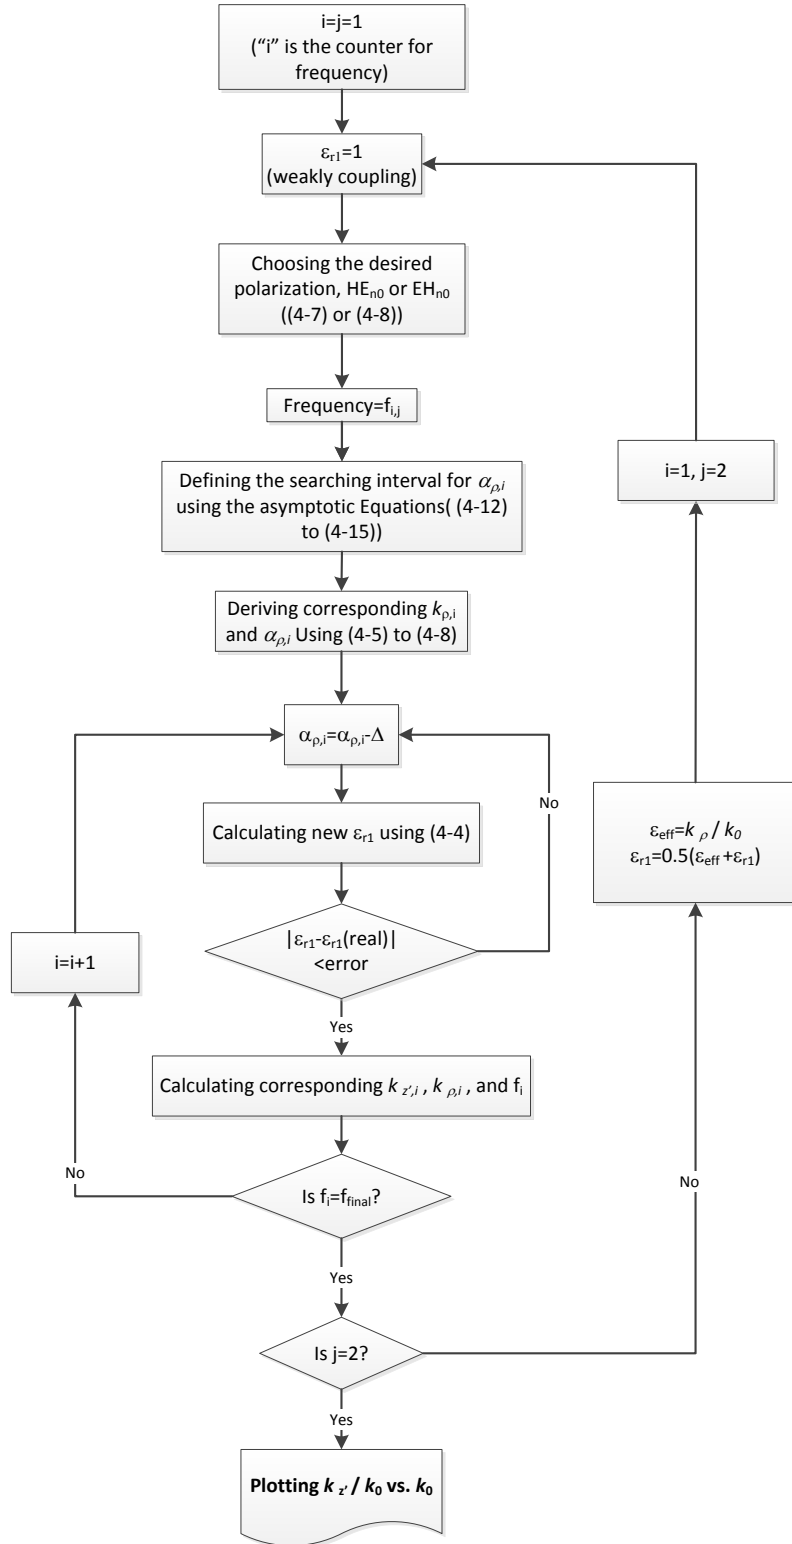 i=j=1
(“i” is the counter for
frequency)
εr1=1
(weakly coupling)
Choosing the desired
polarization, HEn0 or EHn0
((4-7) or (4-8))
Frequency=fi,j
Defining the searching interval for αρ,i
using the asymptotic Equations( (4-12)
to (4-15))
i=1, j=2
Deriving corresponding kρ,i
and αρ,i Using (4-5) to (4-8)
αρ,i=αρ,i-Δ
No
Calculating new εr1 using (4-4)
εeff=k ρ / k0
εr1=0.5(εeff+εr1)
|εr1-εr1(real)|
<error
i=i+1
Yes
Calculating corresponding k z',i , k ρ,i , and fi
No
Is fi=ffinal?
No
Yes
Is j=2?
Yes
Plotting k z' / k0 vs. k0